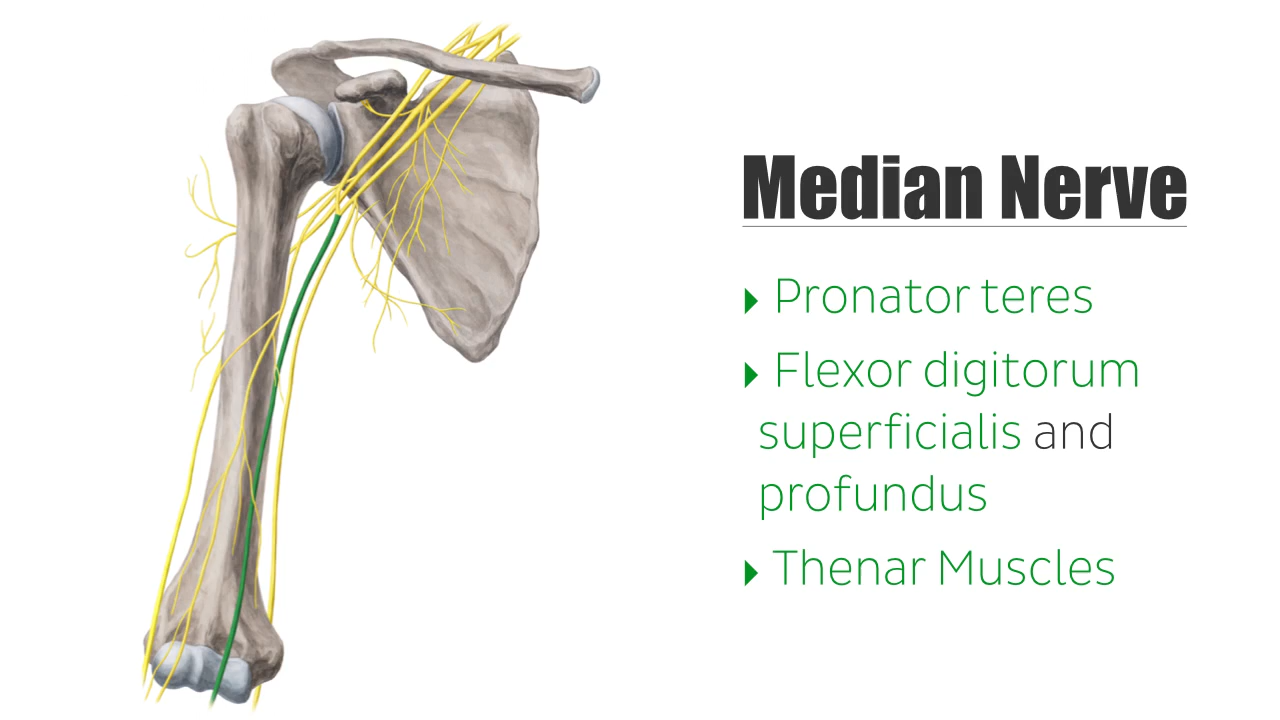 Median Nerve
Pronator teres
Flexor digitorum
superficialis and
profundus
Thenar Muscles